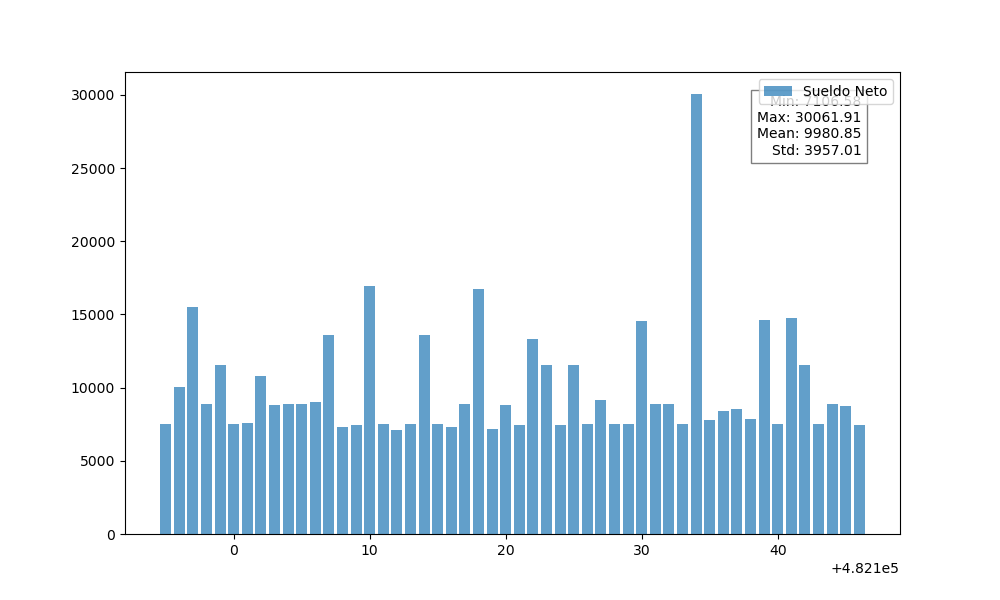 30000
25000
20000
15000
10000
5000
0
Sueldo Neto
Min: 7106.58
Max: 30061.91
Mean: 9980.85
Std: 3957.01
0 10 20 30 40
+4.821e5